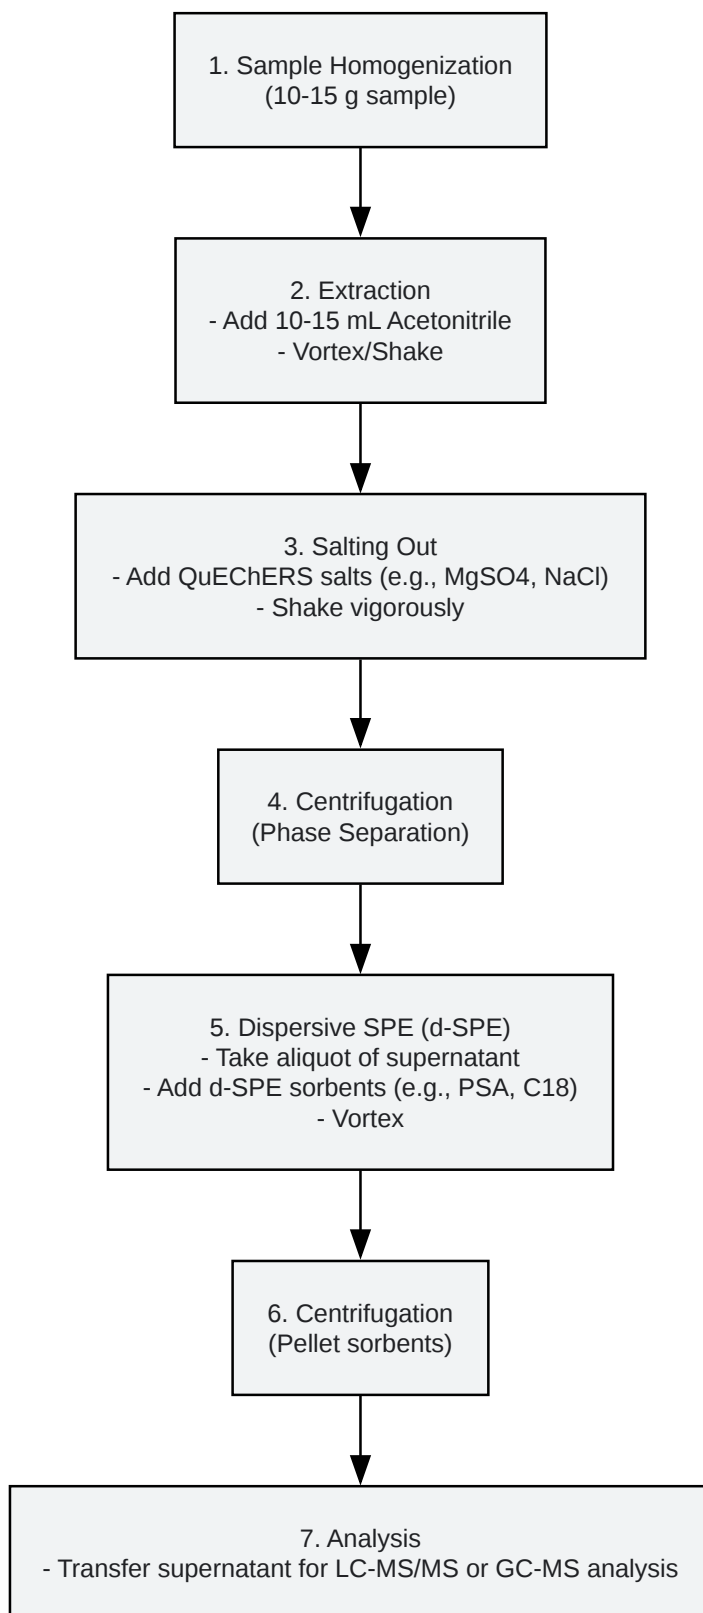 1. Sample Homogenization
(10-15 g sample)
2. Extraction
- Add 10-15 mL Acetonitrile
- Vortex/Shake
3. Salting Out
- Add QuEChERS salts (e.g., MgSO4, NaCl)
- Shake vigorously
4. Centrifugation
(Phase Separation)
5. Dispersive SPE (d-SPE)
- Take aliquot of supernatant
- Add d-SPE sorbents (e.g., PSA, C18)
- Vortex
6. Centrifugation
(Pellet sorbents)
7. Analysis
- Transfer supernatant for LC-MS/MS or GC-MS analysis